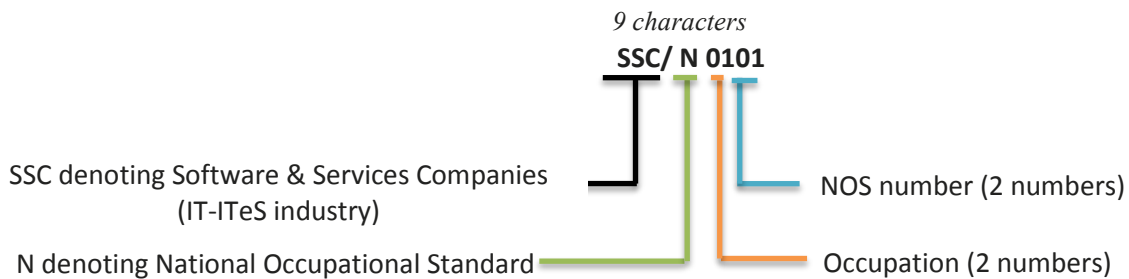 9 characters
SSC/ N 0101
SSC denoting Software & Services Companies
(IT-ITeS industry)
NOS number (2 numbers)
N denoting National Occupational Standard
Occupation (2 numbers)